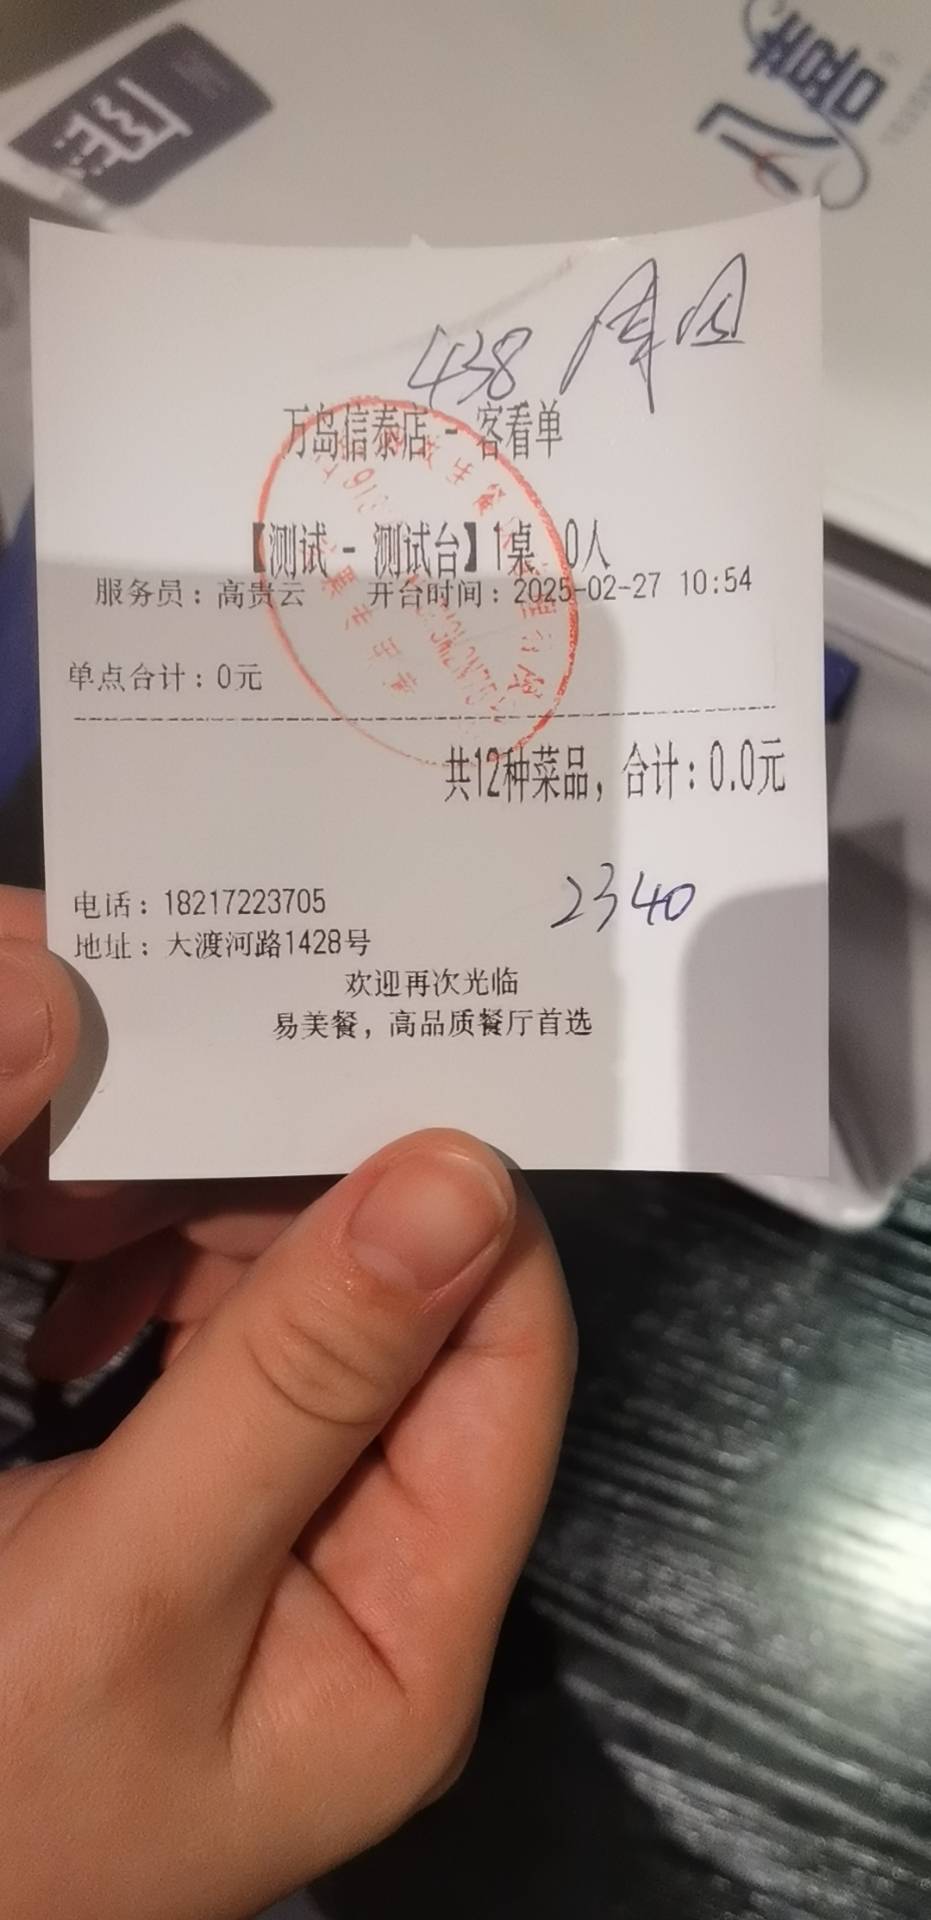 438
万岛信泰店 - 客看单
【测试 - 测试台】1桌 0人
服务员：高贵云 开台时间：2025-02-27 10:54
单点合计：0元
共12种菜品，合计：0.0元
2340
电话：18217223705
地址：大渡河路1428号
欢迎再次光临
易美餐，高品质餐厅首选